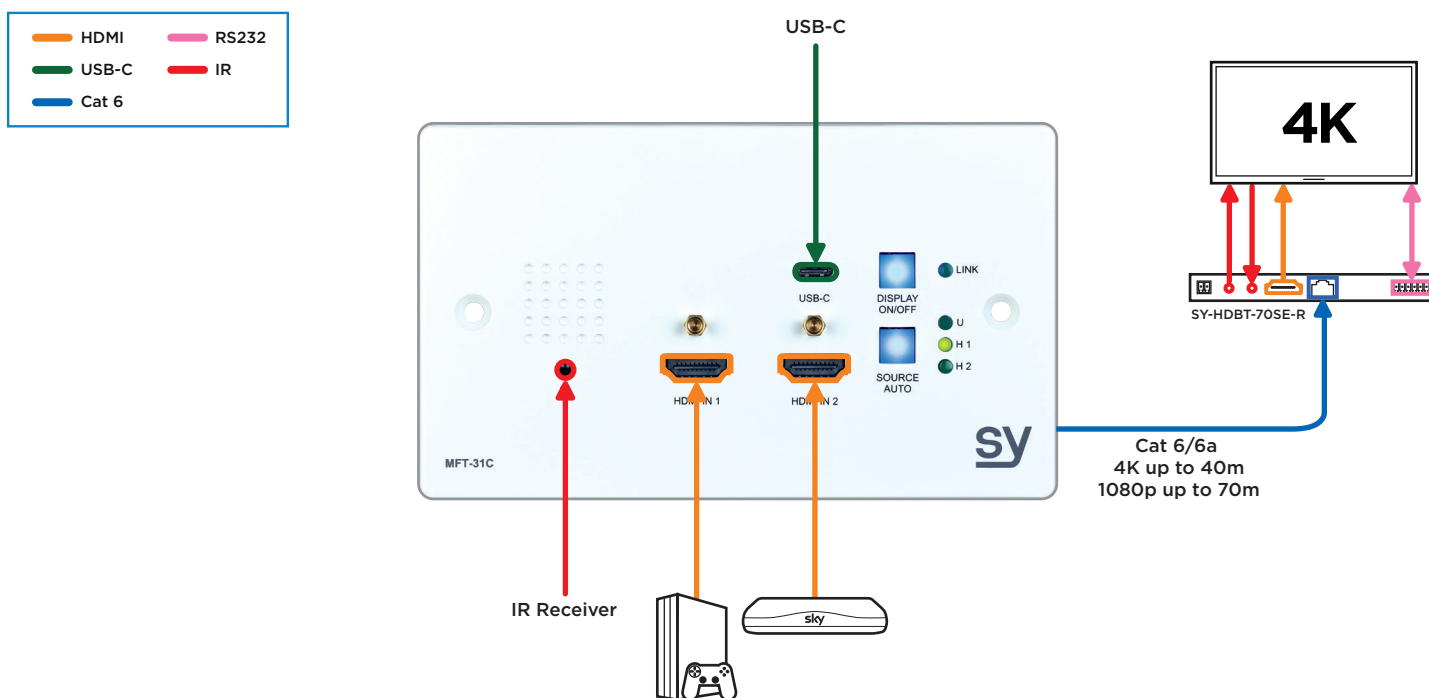 HDMI
RS232
USB-C
IR
Cat 6
USB-C
4K
SY-HDBT-70SE-R
LINK
USB-C
DISPLAY
ON/OFF
U
H 1
H 2
SOURCE
AUTO
HDMI IN 1
HDMI IN 2
MFT-31C
sy
Cat 6/6a
4K up to 40m
1080p up to 70m
IR Receiver
sky